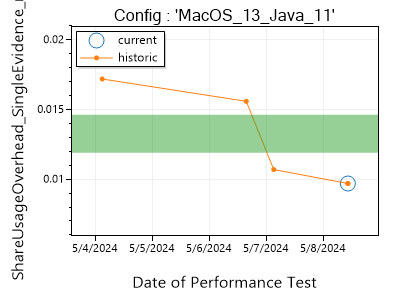 Config : 'MacOS_13_Java_11'
current
historic
0.02
0.015
0.01
ShareUsageOverhead_SingleEvidence_
5/4/2024 5/5/2024 5/6/2024 5/7/2024 5/8/2024
Date of Performance Test